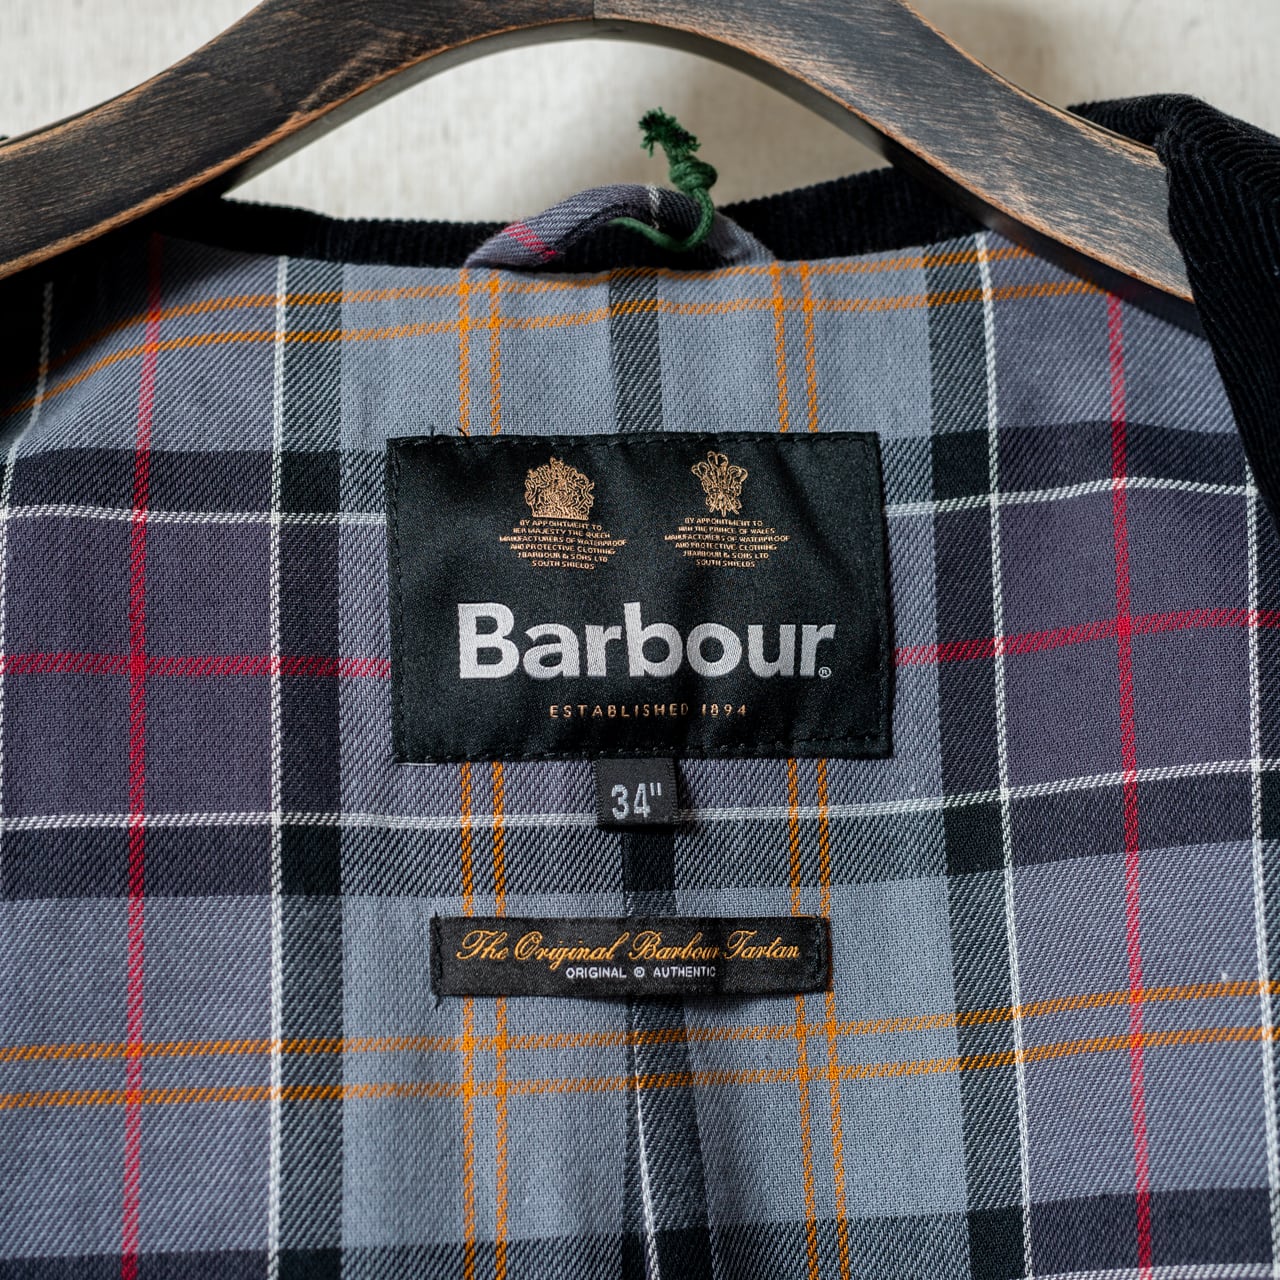 BY APPOINTMENT TO
HER MAJESTY THE QUEEN
MANUFACTURERS OF WATERPROOF
AND PROTECTIVE CLOTHING
J BARBOUR & SONS LTD
SOUTH SHIELDS
BY APPOINTMENT TO
HRH THE PRINCE OF WALES
MANUFACTURERS OF WATERPROOF
AND PROTECTIVE CLOTHING
J BARBOUR & SONS LTD
SOUTH SHIELDS
Barbour®
ESTABLISHED 1894
34"
The Original Barbour Tartan
ORIGINAL ® AUTHENTIC